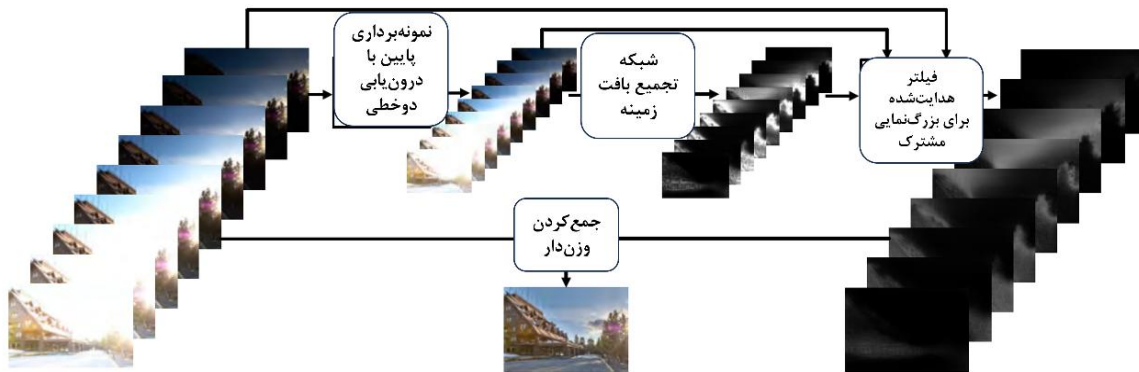 نمونه‌برداری
پایین با
درون‌یابی
دوخطی
شبکه
تجمیع بافت
زمینه
فیلتر
هدایت‌شده
برای بزرگ‌نمایی
مشترک
جمع‌کردن
وزن‌دار